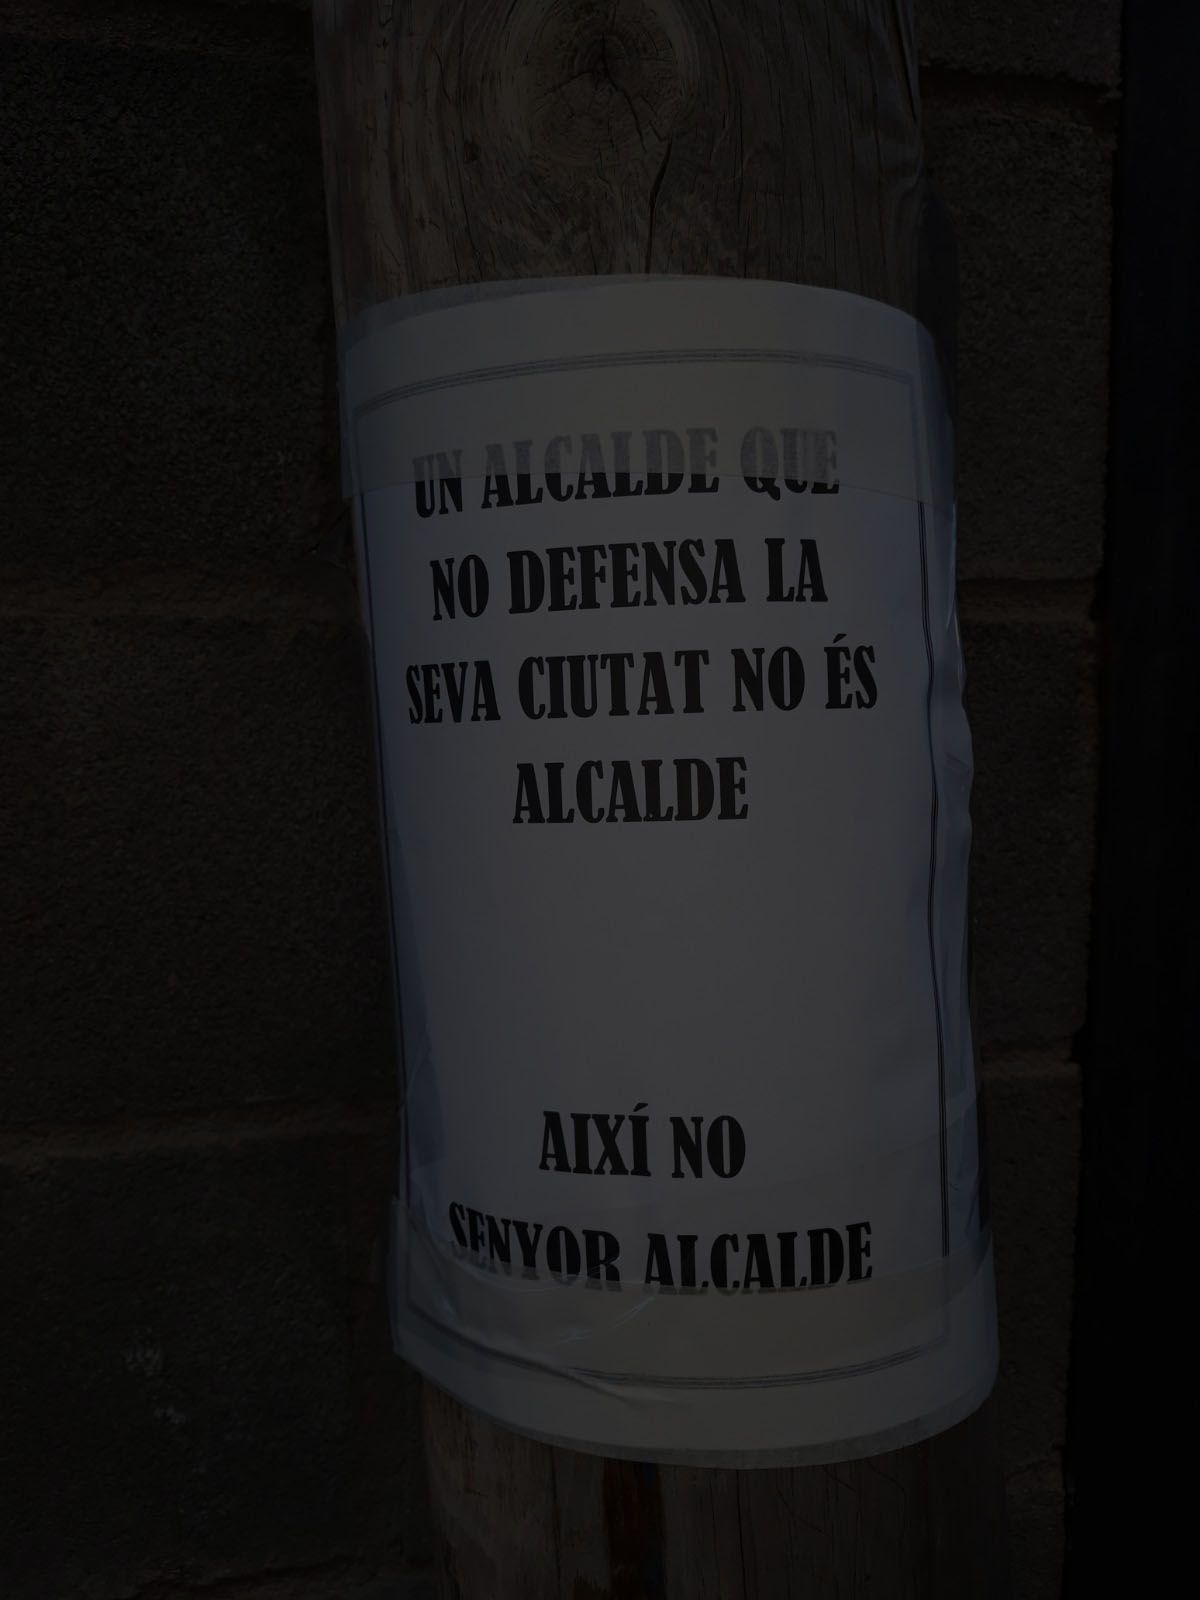 UN ALCALDE QUE
NO DEFENSA LA
SEVA CIUTAT NO ÉS
ALCALDE
AIXÍ NO
SENYOR ALCALDE